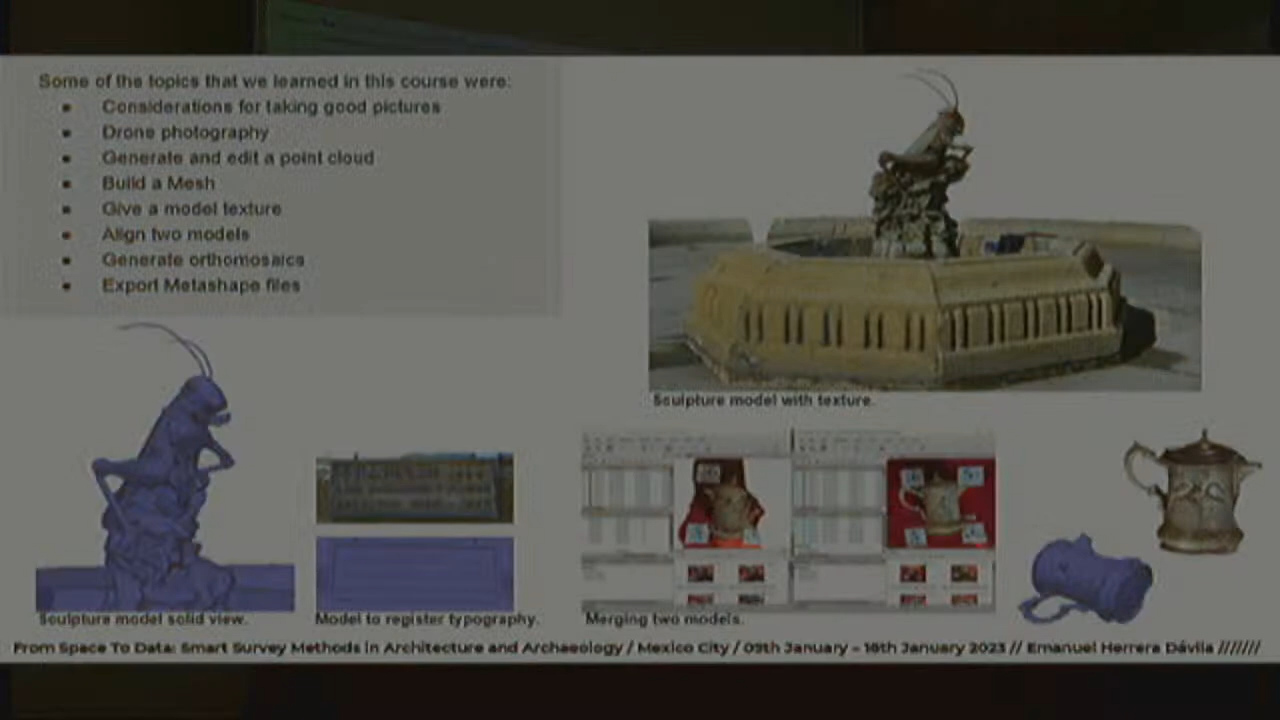 Some of the topics that we learned in this course were:
Considerations for taking good pictures
Drone photography
Generate and edit a point cloud
Build a Mesh
Give a model texture
Align two models
Generate orthomosaics
Export Metashape files
Sculpture model with texture.
Sculpture model solid view.
Model to register typography.
Merging two models.
From Space To Data: Smart Survey Methods in Architecture and Archaeology / Mexico City / 09th January – 18th January 2023 // Emanuel Herrera Dávila ///////